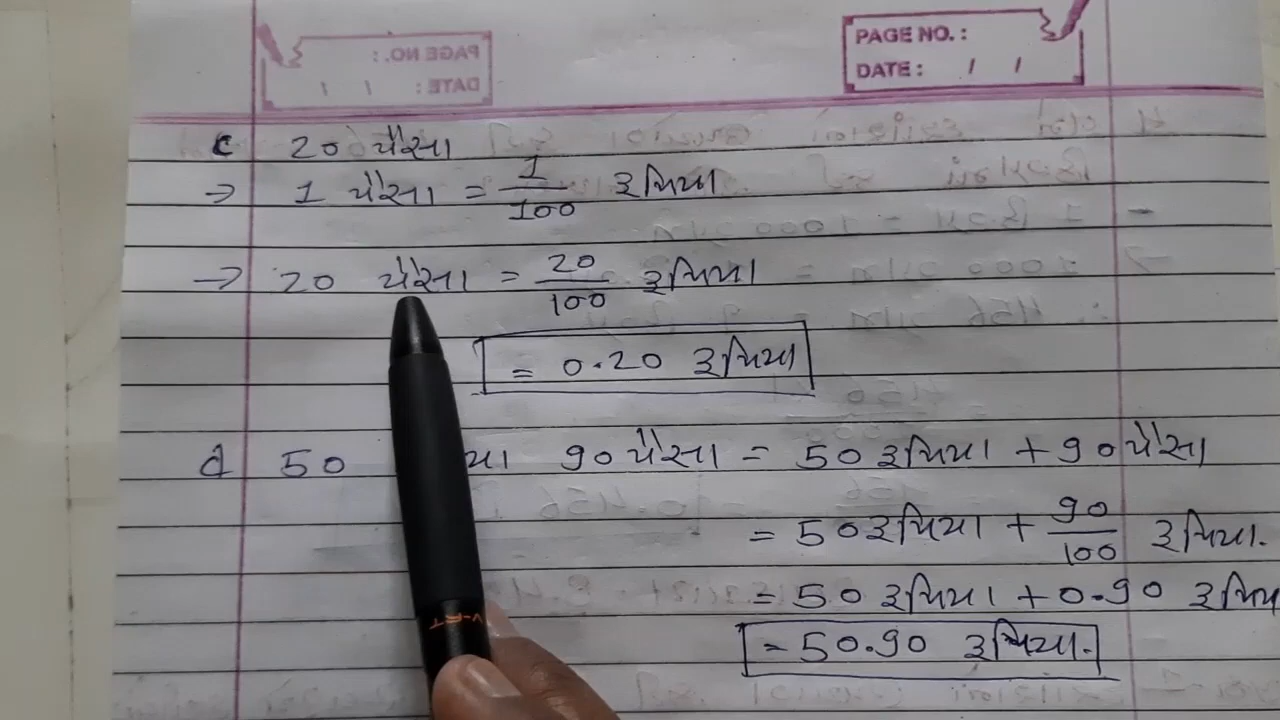 PAGE NO. :
DATE : / /
c 20 પૈસા
→ 1 પૈસા = 1/100 રૂપિયા
→ 20 પૈસા = 20/100 રૂપિયા
= 0.20 રૂપિયા
d 50 યા 90 પૈસા = 50 રૂપિયા + 90 પૈસા
= 50 રૂપિયા + 90/100 રૂપિયા.
= 50 રૂપિયા + 0.90 રૂપિ
= 50.90 રૂપિયા.